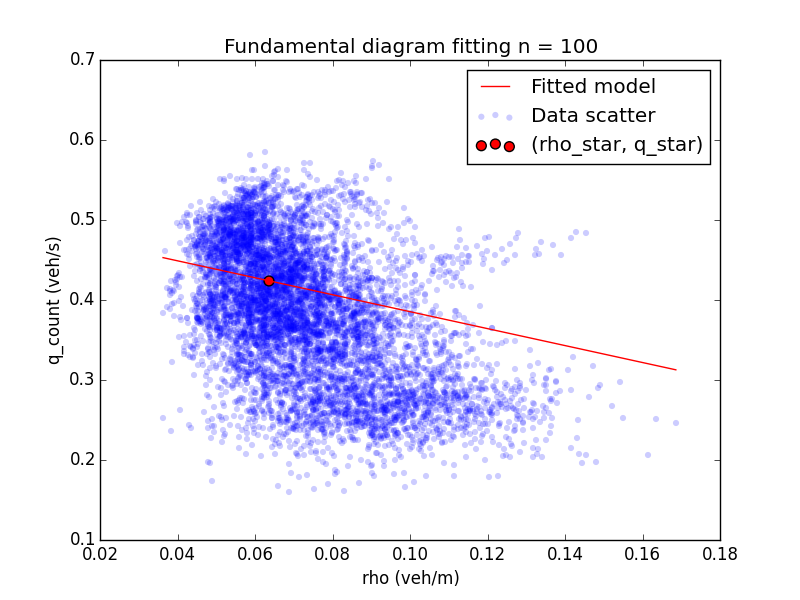 Fundamental diagram fitting n = 100
Fitted model
Data scatter
(rho_star, q_star)
q_count (veh/s)
0.7
0.6
0.5
0.4
0.3
0.2
0.1
0.02 0.04 0.06 0.08 0.10 0.12 0.14 0.16 0.18
rho (veh/m)